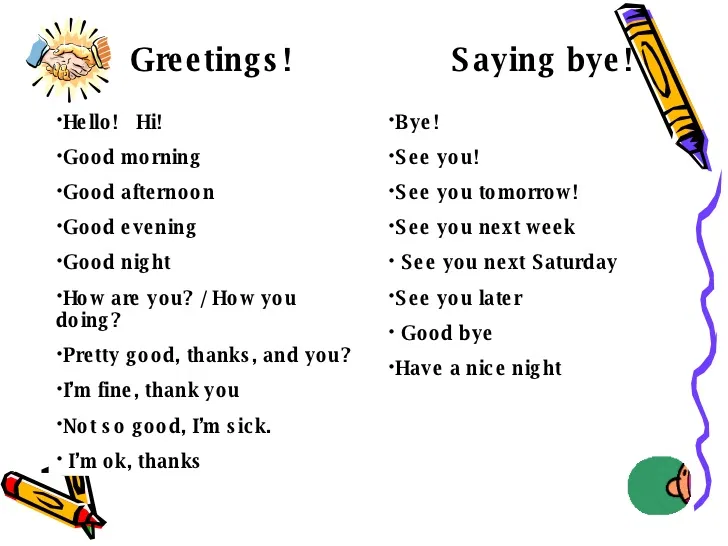 Greetings!
•Hello! Hi!
•Good morning
•Good afternoon
•Good evening
•Good night
•How are you? / How you
doing?
•Pretty good, thanks, and you?
•I’m fine, thank you
•Not so good, I’m sick.
• I’m ok, thanks
Saying bye!
•Bye!
•See you!
•See you tomorrow!
•See you next week
• See you next Saturday
•See you later
• Good bye
•Have a nice night